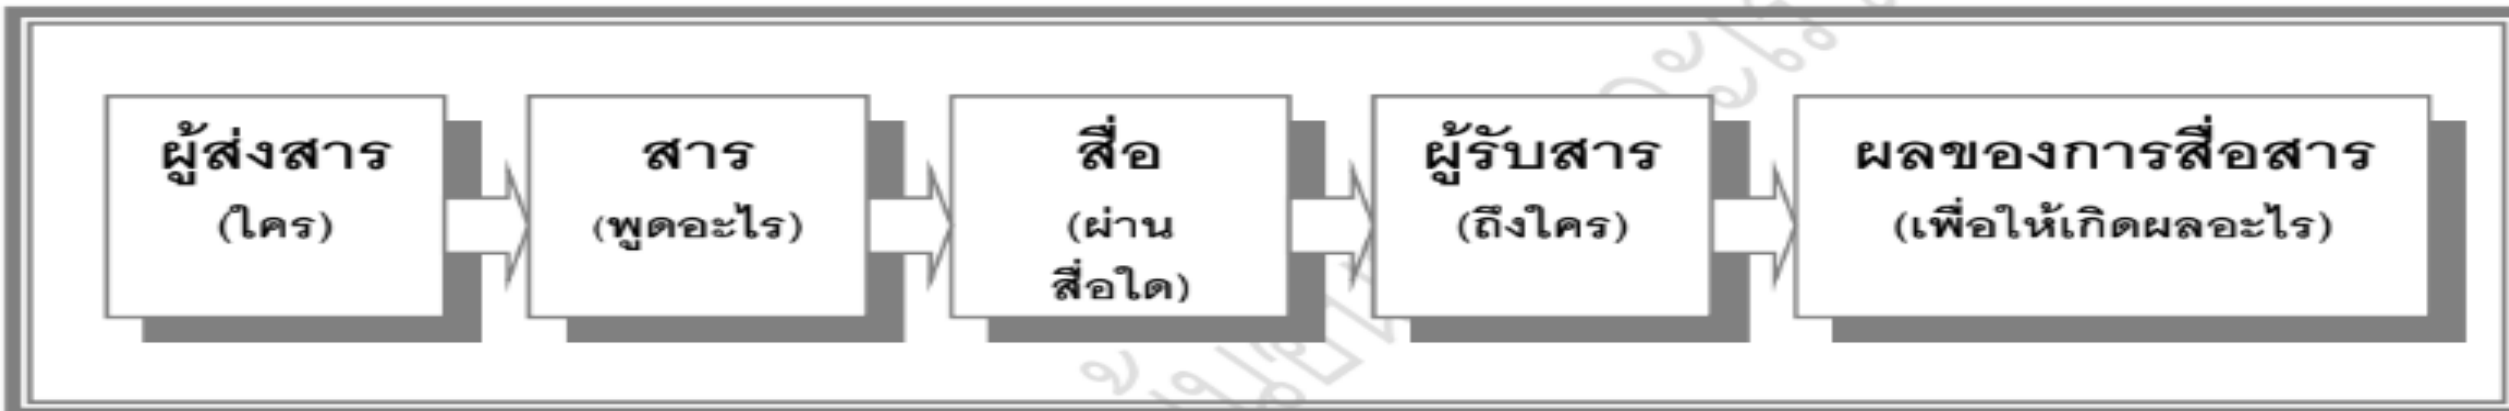 ผู้ส่งสาร
(ใคร)
สาร
(พูดอะไร)
สื่อ
(ผ่าน
สื่อใด)
ผู้รับสาร
(ถึงใคร)
ผลของการสื่อสาร
(เพื่อให้เกิดผลอะไร)